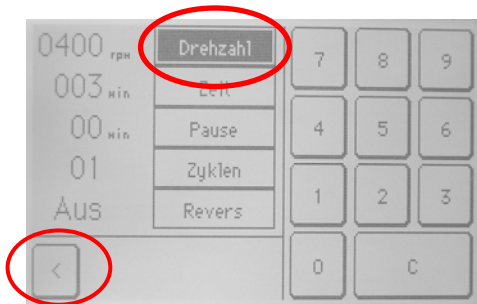 0400 rpm Drehzahl
003 min Zeit
00 min Pause
01 Zyklen
Aus Revers
7 8 9
4 5 6
1 2 3
0 C
<